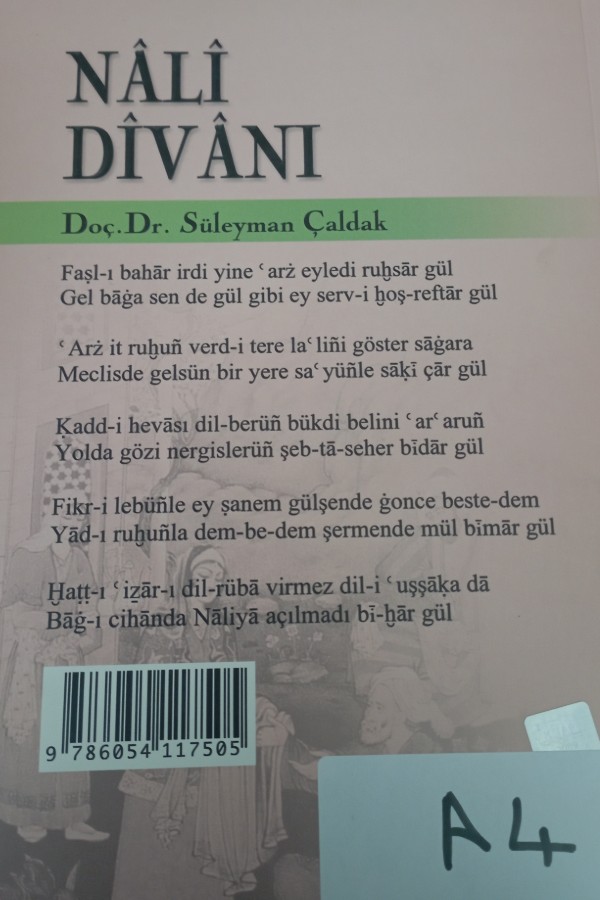 NÂLÎ
DÎVÂNI
Doç.Dr. Süleyman Çaldak
Faṣl-ı bahār irdi yine ʿarż eyledi ruḫsār gül
Gel bāġa sen de gül gibi ey serv-i ḫoş-reftār gül
ʿArż it ruḫuñ verd-i tere laʿliñi göster sāġara
Meclisde gelsün bir yere saʿyüñle sāḳī çār gül
Ḳadd-i hevāsı dil-berüñ bükdi belini ʿarʿaruñ
Yolda gözi nergislerüñ şeb-tā-seher bīdār gül
Fikr-i lebüñle ey ṣanem gülşende ġonce beste-dem
Yād-ı ruḫuñla dem-be-dem şermende mül bīmār gül
Ḫaṭṭ-ı ʿiẕār-ı dil-rübā virmez dil-i ʿuşşāḳa dā
Bāġ-ı cihānda Nāliyā açılmadı bī-ḫār gül
9 786054 117505
A4